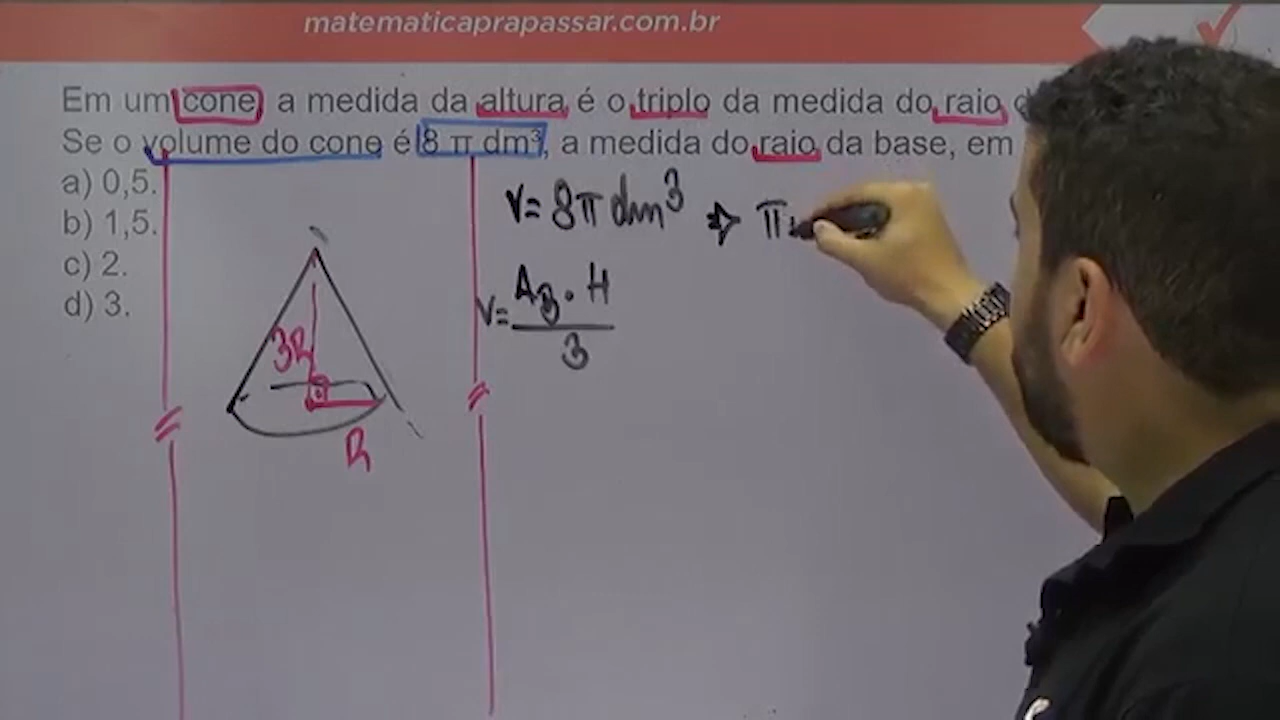 matematicaprapassar.com.br
Em um cone, a medida da altura é o triplo da medida do raio
Se o volume do cone é 8 π dm³, a medida do raio da base, em
a) 0,5.
b) 1,5.
c) 2.
d) 3.
V= 8π dm³ ⇒ π
V= AB . H
3
3R
R